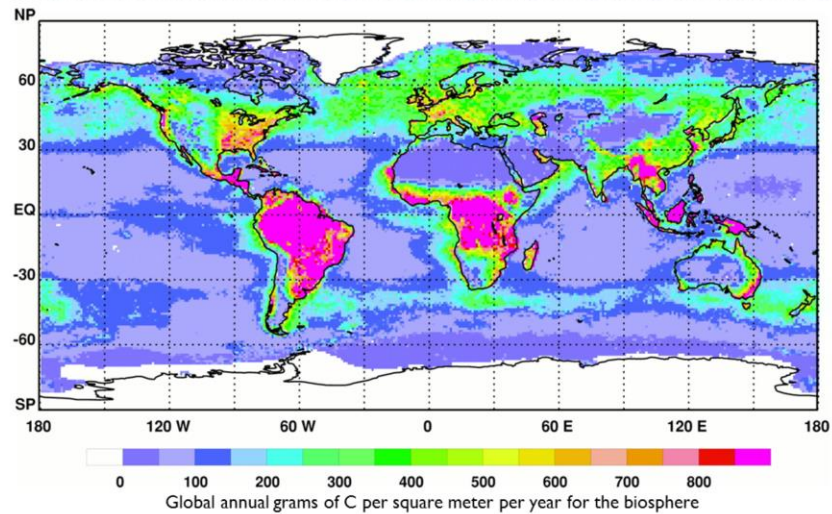 NP
60
30
EQ
-30
-60
SP
180 120 W 60 W 0 60 E 120 E 180
0 100 200 300 400 500 600 700 800
Global annual grams of C per square meter per year for the biosphere